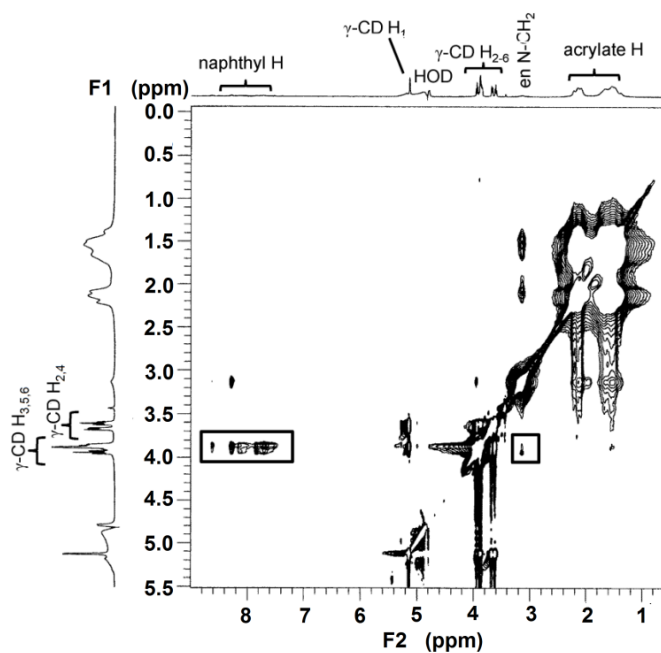 γ-CD H1
naphthyl H
HOD
γ-CD H2-6
en N-CH2
acrylate H
F1 (ppm)
0.0
0.5
1.0
1.5
2.0
2.5
3.0
3.5
4.0
4.5
5.0
5.5
γ-CD H3,5,6
γ-CD H2,4
8 7 6 5 4 3 2 1
F2 (ppm)